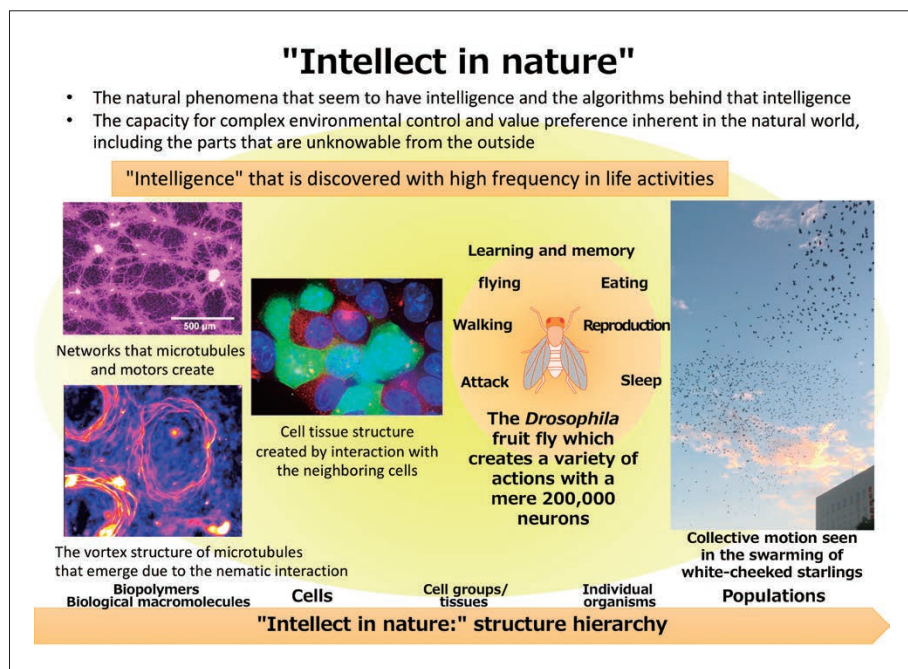 "Intellect in nature"
• The natural phenomena that seem to have intelligence and the algorithms behind that intelligence
• The capacity for complex environmental control and value preference inherent in the natural world,
including the parts that are unknowable from the outside
"Intelligence" that is discovered with high frequency in life activities
500 μm
Networks that microtubules
and motors create
The vortex structure of microtubules
that emerge due to the nematic interaction
Cell tissue structure
created by interaction with
the neighboring cells
Learning and memory
flying
Eating
Walking
Reproduction
Attack
Sleep
The Drosophila
fruit fly which
creates a variety of
actions with a
mere 200,000
neurons
Collective motion seen
in the swarming of
white-cheeked starlings
Biopolymers
Biological macromolecules
Cells
Cell groups/
tissues
Individual
organisms
Populations
"Intellect in nature:" structure hierarchy